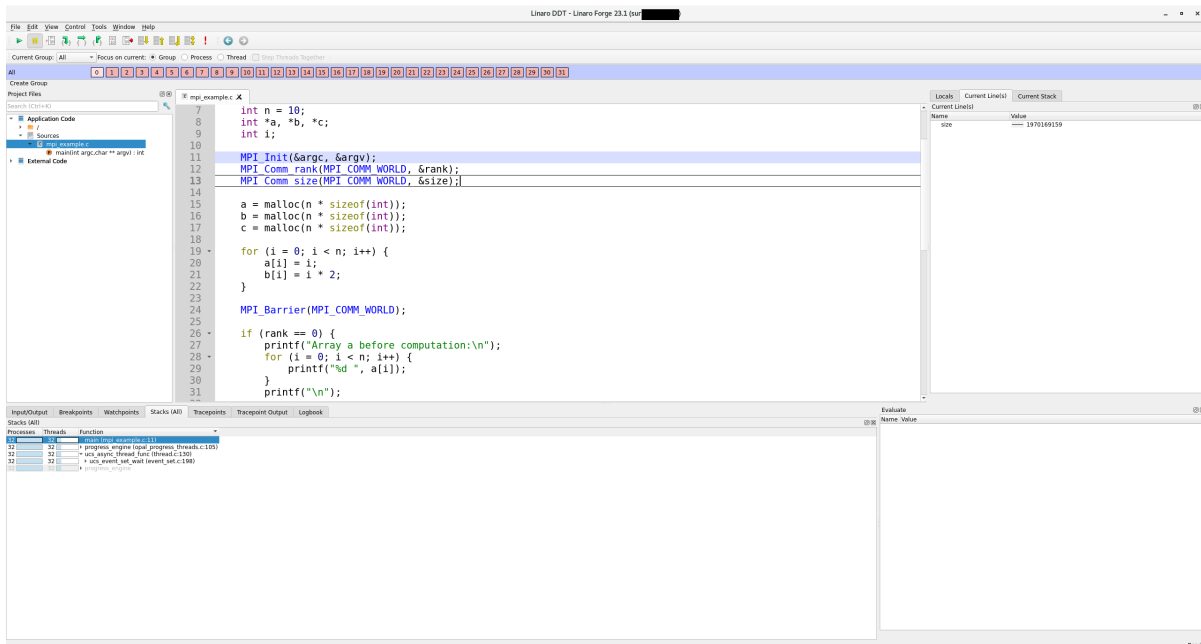 Linaro DDT - Linaro Forge 23.1 (sur
File Edit View Control Tools Window Help
Current Group: All Focus on current: Group Process Thread Step Threads Together
All 0 1 2 3 4 5 6 7 8 9 10 11 12 13 14 15 16 17 18 19 20 21 22 23 24 25 26 27 28 29 30 31
Create Group
Project Files
Search (Ctrl+K)
Application Code
/
Sources
mpi_example.c
main(int argc,char ** argv) : int
External Code
mpi_example.c
7 int n = 10;
8 int *a, *b, *c;
9 int i;
10
11 MPI_Init(&argc, &argv);
12 MPI_Comm_rank(MPI_COMM_WORLD, &rank);
13 MPI_Comm_size(MPI_COMM_WORLD, &size);
14
15 a = malloc(n * sizeof(int));
16 b = malloc(n * sizeof(int));
17 c = malloc(n * sizeof(int));
18
19 for (i = 0; i < n; i++) {
20 a[i] = i;
21 b[i] = i * 2;
22 }
23
24 MPI_Barrier(MPI_COMM_WORLD);
25
26 if (rank == 0) {
27 printf("Array a before computation:\n");
28 for (i = 0; i < n; i++) {
29 printf("%d ", a[i]);
30 }
31 printf("\n");
Locals Current Line(s) Current Stack
Current Line(s)
Name Value
size 1970169159
Input/Output Breakpoints Watchpoints Stacks (All) Tracepoints Tracepoint Output Logbook
Stacks (All)
Processes Threads Function
32 32 main (mpi_example.c:11)
32 32 progress_engine (opal_progress_threads.c:105)
32 32 ucs_async_thread_func (thread.c:130)
32 32 ucs_event_set_wait (event_set.c:198)
32 32 progress_engine
Evaluate
Name Value